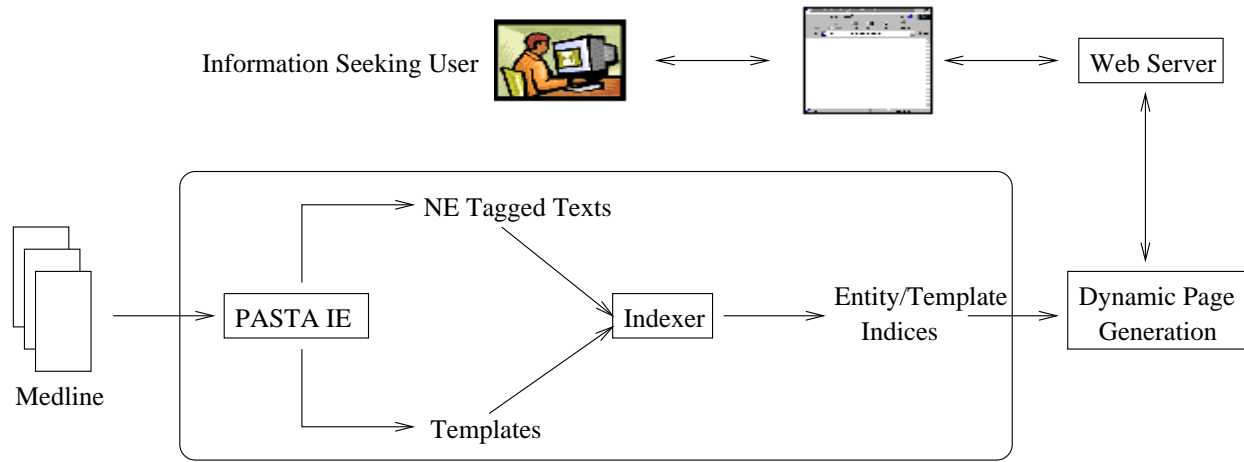 Information Seeking User
Web Server
NE Tagged Texts
PASTA IE
Indexer
Entity/Template
Indices
Dynamic Page
Generation
Medline
Templates